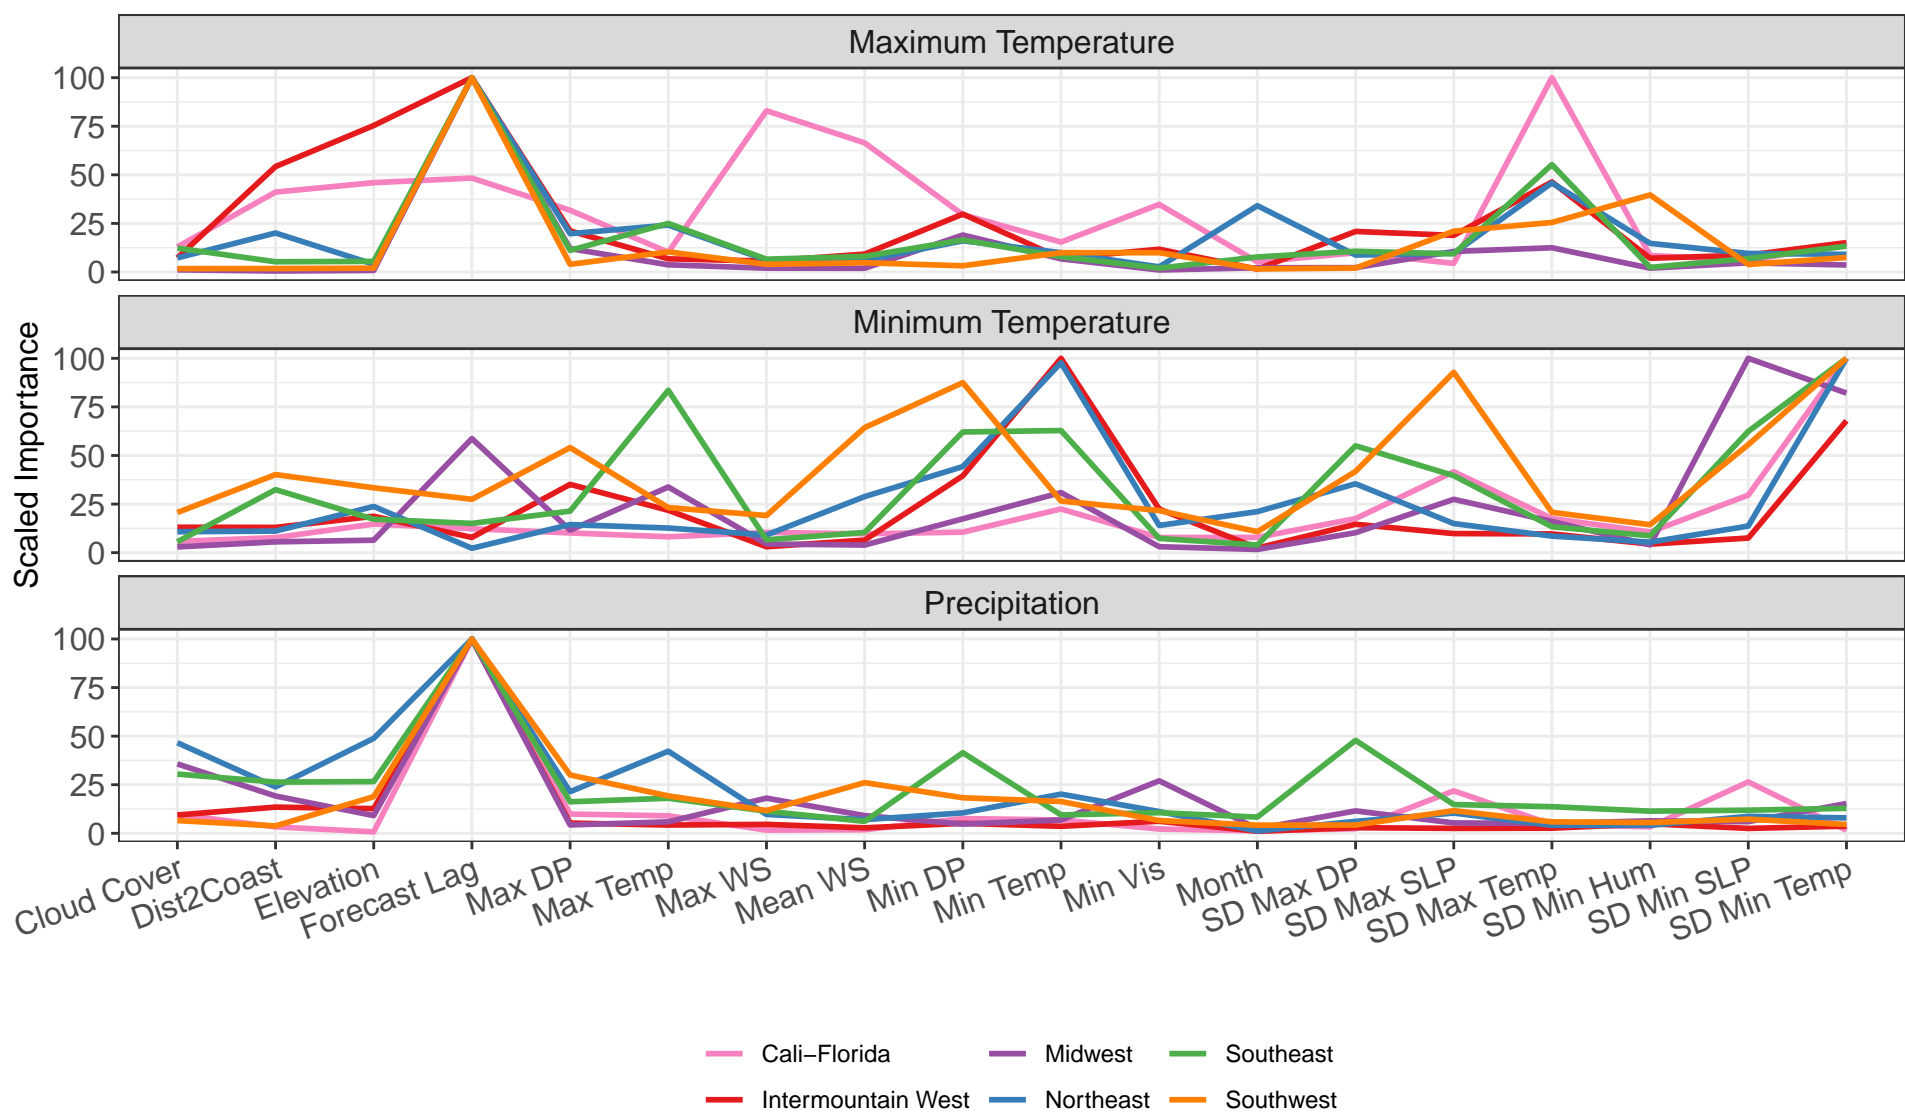 Maximum Temperature
100
75
50
25
0
Minimum Temperature
100
75
50
25
0
Precipitation
100
75
50
25
0
Scaled Importance
Cloud Cover
Dist2Coast
Elevation
Forecast Lag
Max DP
Max Temp
Max WS
Mean WS
Min DP
Min Temp
Min Vis
Month
SD Max DP
SD Max SLP
SD Max Temp
SD Min Hum
SD Min SLP
SD Min Temp
Cali−Florida
Midwest
Southeast
Intermountain West
Northeast
Southwest